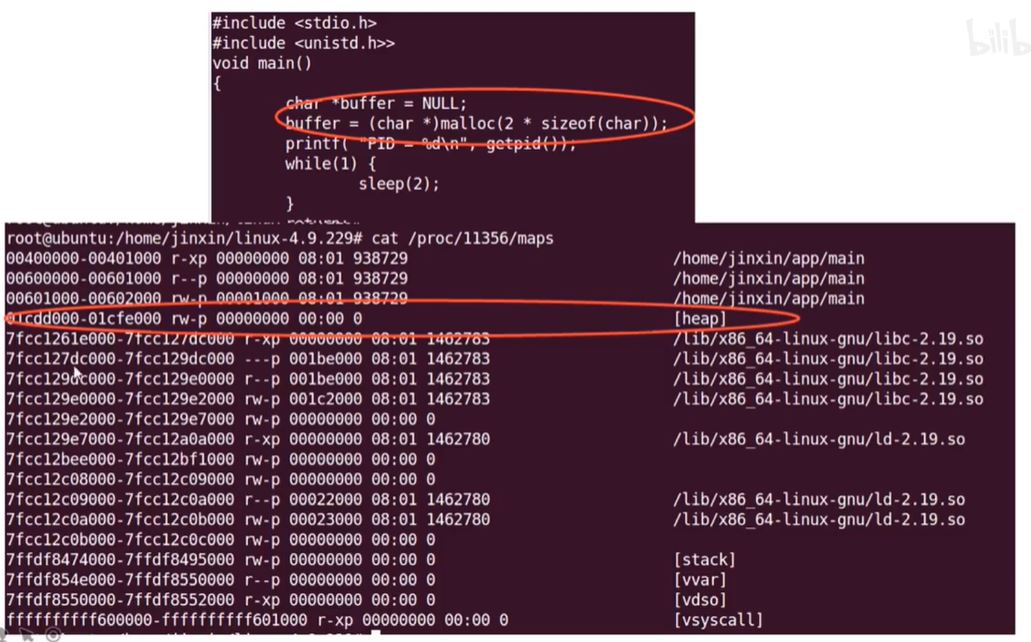 #include <stdio.h>
#include <unistd.h>>
void main()
{
char *buffer = NULL;
buffer = (char *)malloc(2 * sizeof(char));
printf( "PID = %d\n", getpid());
while(1) {
sleep(2);
}
root@ubuntu:/home/jinxin/linux-4.9.229# cat /proc/11356/maps
00400000-00401000 r-xp 00000000 08:01 938729 /home/jinxin/app/main
00600000-00601000 r--p 00000000 08:01 938729 /home/jinxin/app/main
00601000-00602000 rw-p 00001000 08:01 938729 /home/jinxin/app/main
01cdd000-01cfe000 rw-p 00000000 00:00 0 [heap]
7fcc1261e000-7fcc127dc000 r-xp 00000000 08:01 1462783 /lib/x86_64-linux-gnu/libc-2.19.so
7fcc127dc000-7fcc129dc000 ---p 001be000 08:01 1462783 /lib/x86_64-linux-gnu/libc-2.19.so
7fcc129dc000-7fcc129e0000 r--p 001be000 08:01 1462783 /lib/x86_64-linux-gnu/libc-2.19.so
7fcc129e0000-7fcc129e2000 rw-p 001c2000 08:01 1462783 /lib/x86_64-linux-gnu/libc-2.19.so
7fcc129e2000-7fcc129e7000 rw-p 00000000 00:00 0
7fcc129e7000-7fcc12a0a000 r-xp 00000000 08:01 1462780 /lib/x86_64-linux-gnu/ld-2.19.so
7fcc12bee000-7fcc12bf1000 rw-p 00000000 00:00 0
7fcc12c08000-7fcc12c09000 rw-p 00000000 00:00 0
7fcc12c09000-7fcc12c0a000 r--p 00022000 08:01 1462780 /lib/x86_64-linux-gnu/ld-2.19.so
7fcc12c0a000-7fcc12c0b000 rw-p 00023000 08:01 1462780 /lib/x86_64-linux-gnu/ld-2.19.so
7fcc12c0b000-7fcc12c0c000 rw-p 00000000 00:00 0
7ffdf8474000-7ffdf8495000 rw-p 00000000 00:00 0 [stack]
7ffdf854e000-7ffdf8550000 r--p 00000000 00:00 0 [vvar]
7ffdf8550000-7ffdf8552000 r-xp 00000000 00:00 0 [vdso]
ffffffffff600000-ffffffffff601000 r-xp 00000000 00:00 0 [vsyscall]